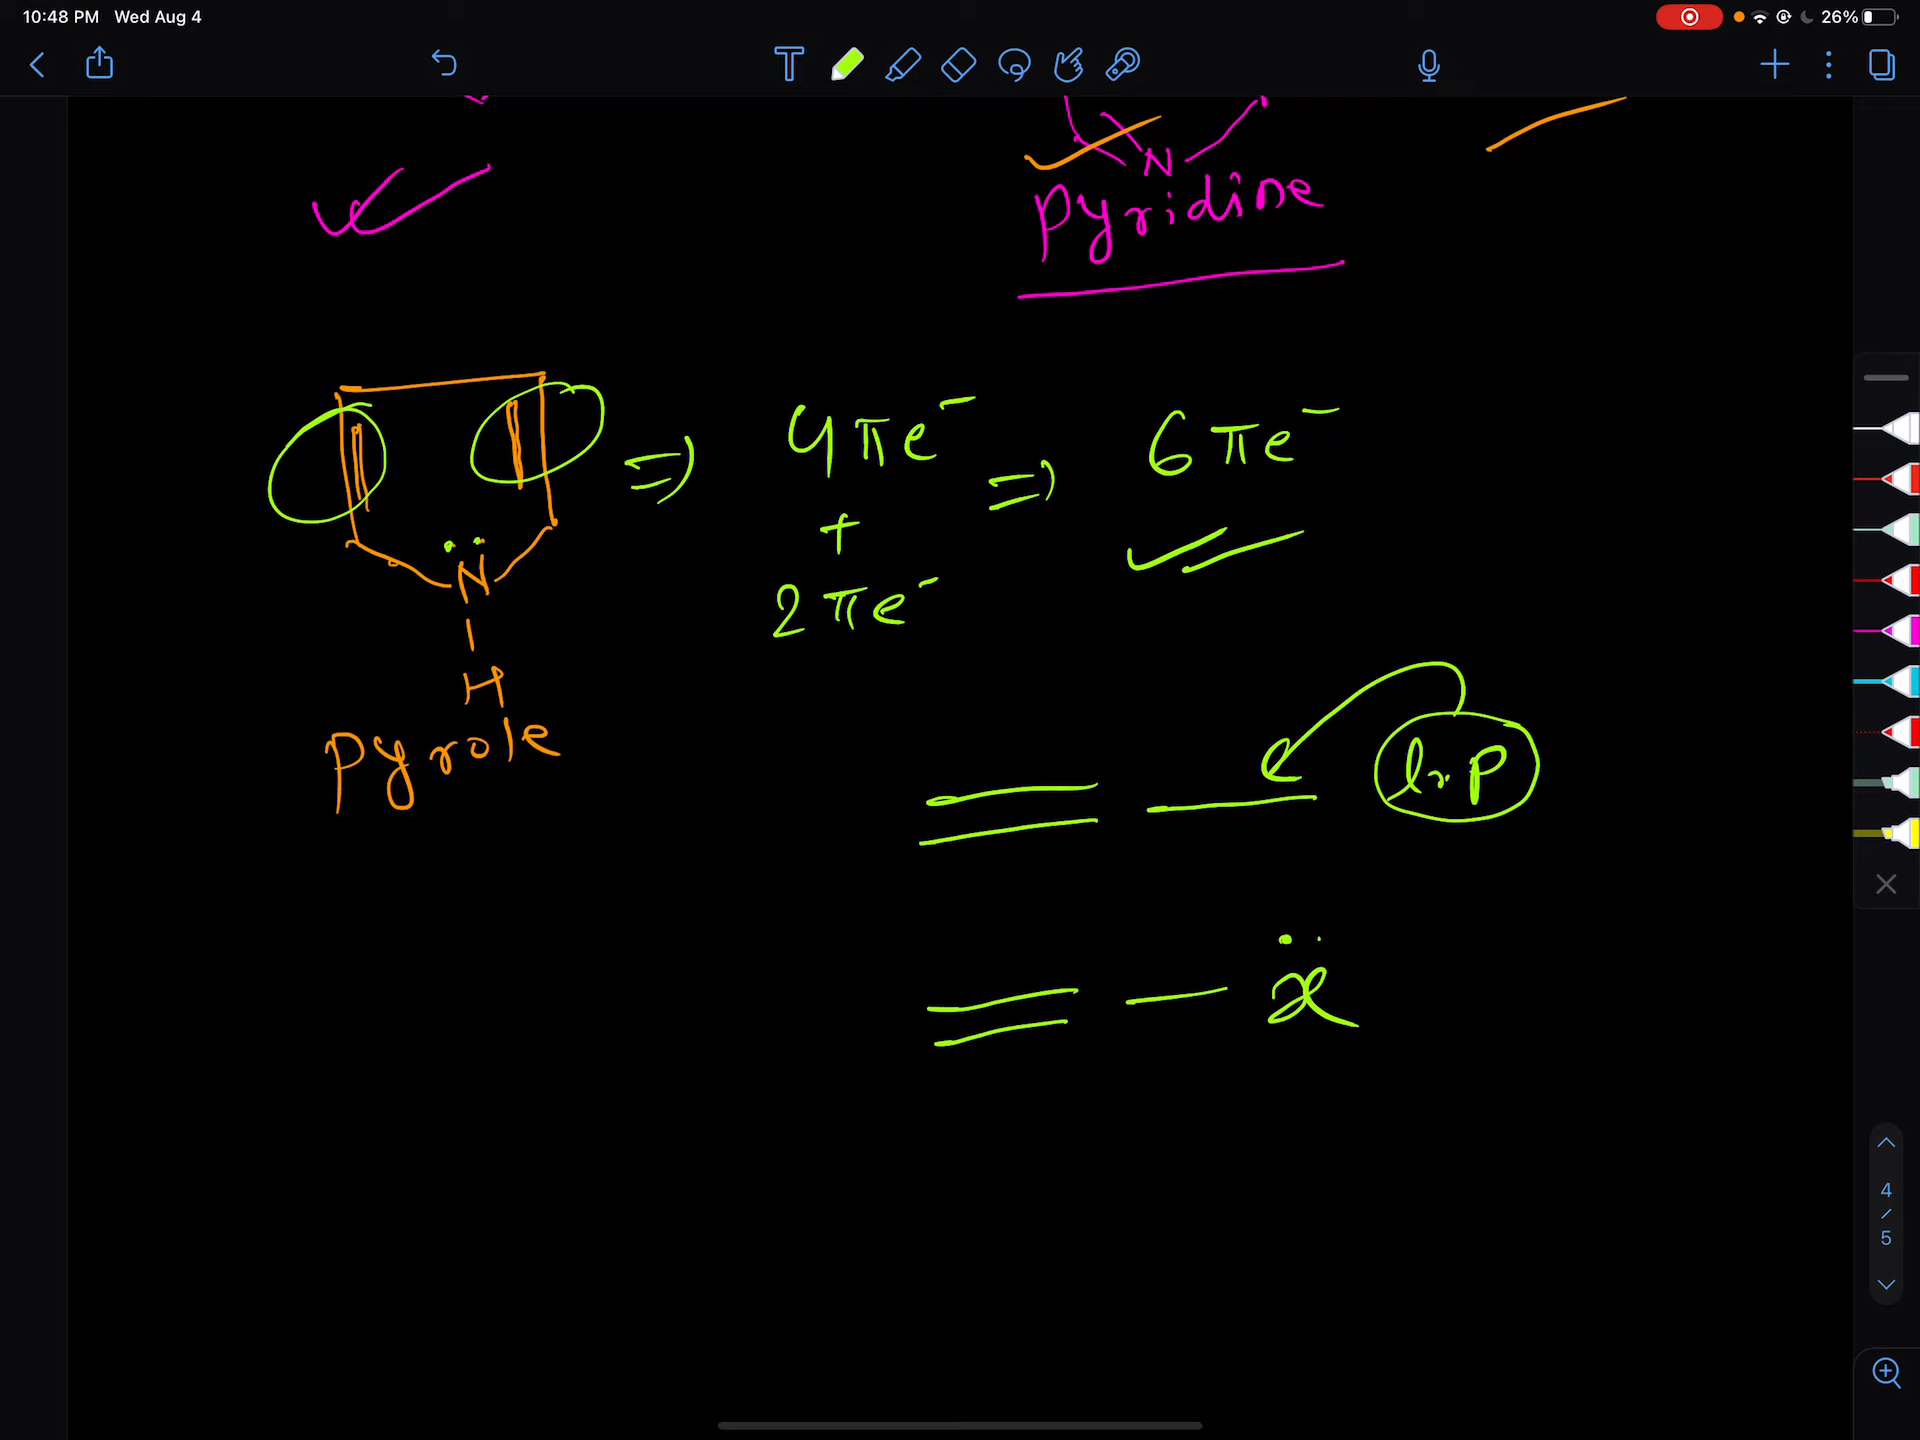 10:48 PM Wed Aug 4
26%
N
Pyridine
4πe⁻ => 6πe⁻
+
2πe⁻
N̈
H
Pyrole
l.p
= — ẍ
4
/
5